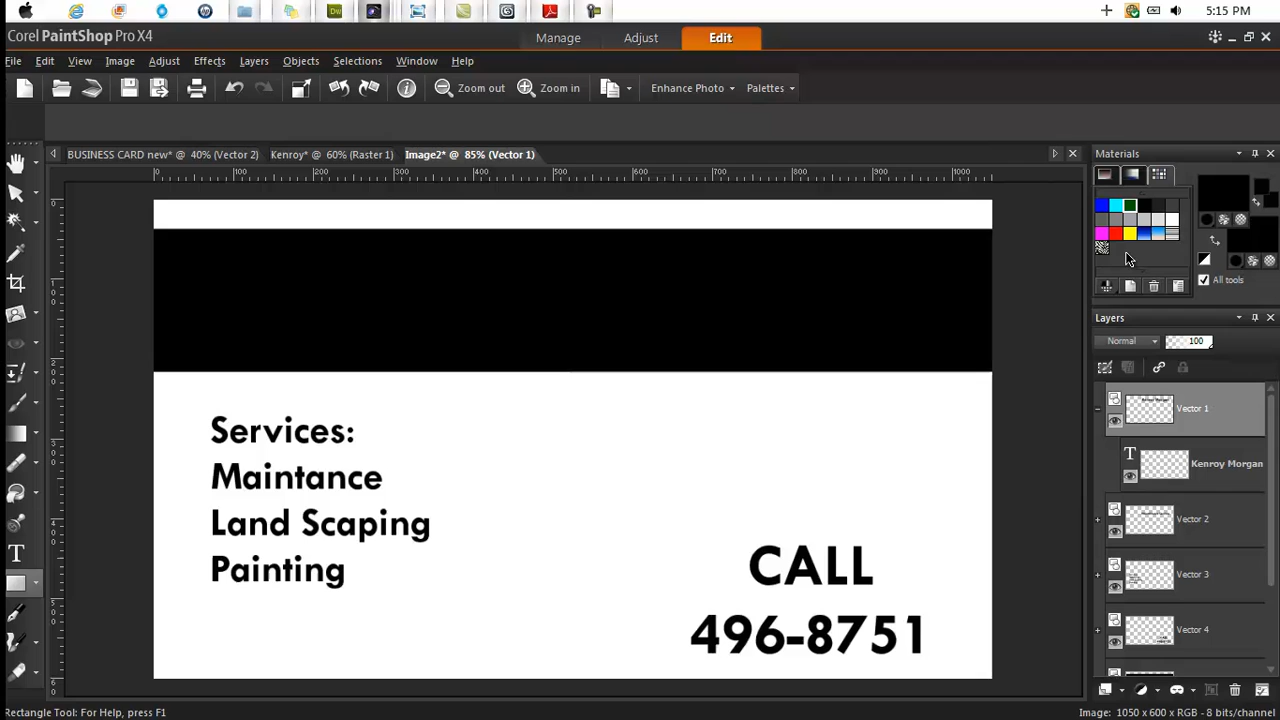 5:15 PM
Corel PaintShop Pro X4
Manage
Adjust
Edit
File
Edit
View
Image
Adjust
Effects
Layers
Objects
Selections
Window
Help
Zoom out
Zoom in
Enhance Photo
Palettes
BUSINESS CARD new* @ 40% (Vector 2)
Kenroy* @ 60% (Raster 1)
Image2* @ 85% (Vector 1)
Materials
All tools
Layers
Normal
100
Vector 1
Kenroy Morgan
Vector 2
Vector 3
Vector 4
Services:
Maintance
Land Scaping
Painting
CALL
496-8751
Rectangle Tool: For Help, press F1
Image: 1050 x 600 x RGB - 8 bits/channel